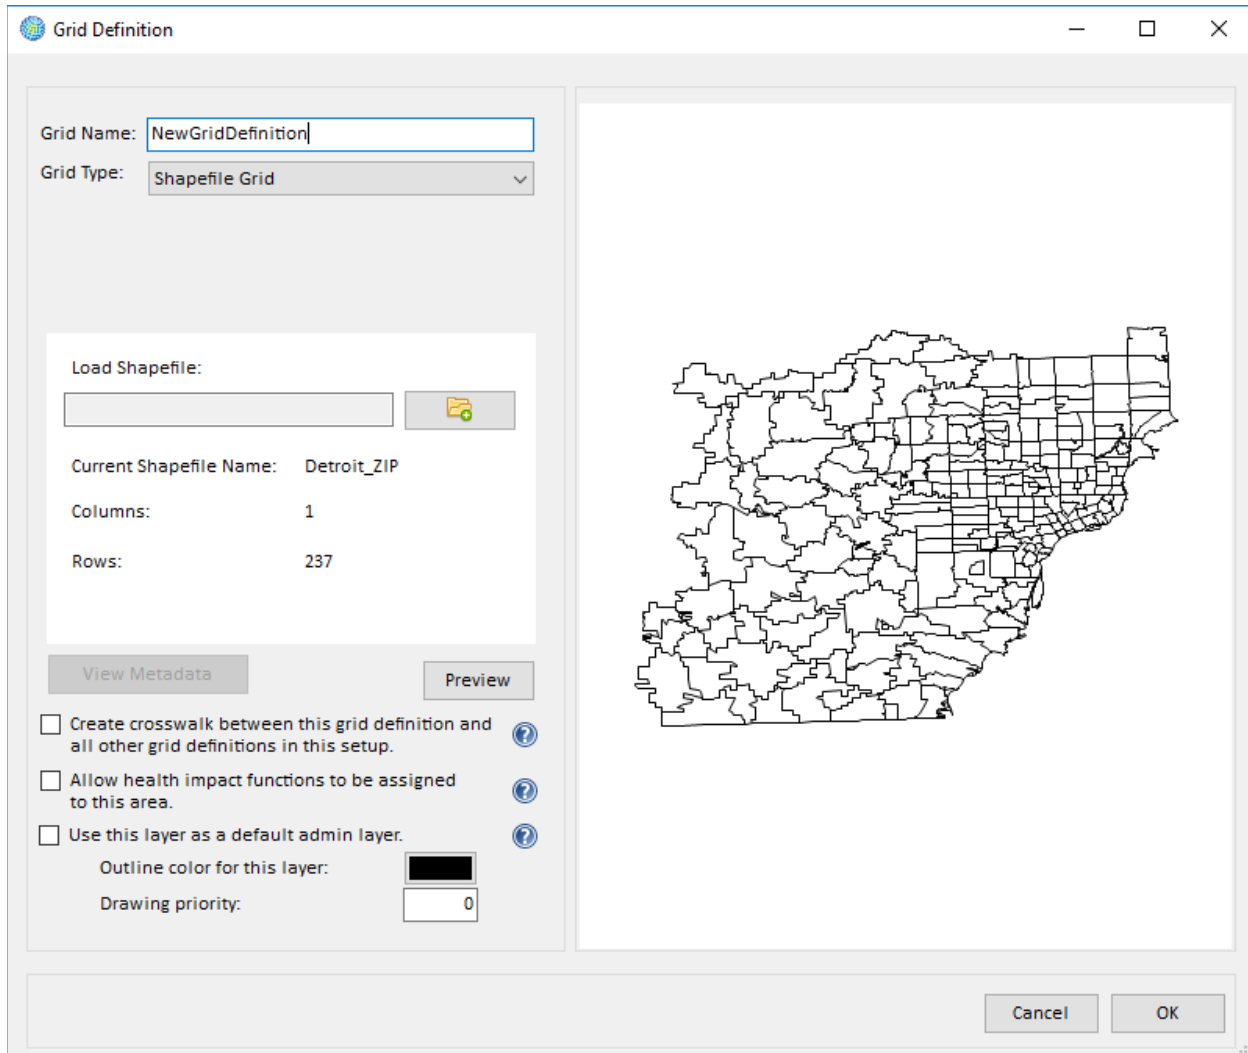 Grid Definition
Grid Name: NewGridDefinition
Grid Type: Shapefile Grid
Load Shapefile:
Current Shapefile Name: Detroit_ZIP
Columns: 1
Rows: 237
View Metadata
Preview
Create crosswalk between this grid definition and
all other grid definitions in this setup.
Allow health impact functions to be assigned
to this area.
Use this layer as a default admin layer.
Outline color for this layer:
Drawing priority: 0
Cancel OK